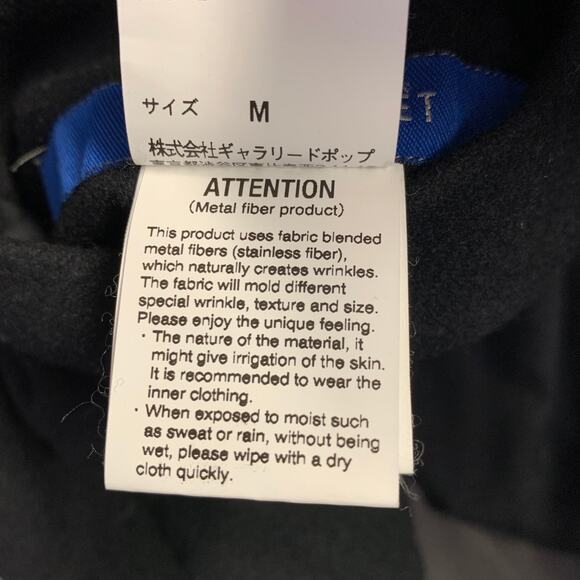 サイズ M
株式会社ギャラリードポップ
ET
ATTENTION
(Metal fiber product)
This product uses fabric blended
metal fibers (stainless fiber),
which naturally creates wrinkles.
The fabric will mold different
special wrinkle, texture and size.
Please enjoy the unique feeling.
・The nature of the material, it
might give irrigation of the skin.
It is recommended to wear the
inner clothing.
・When exposed to moist such
as sweat or rain, without being
wet, please wipe with a dry
cloth quickly.